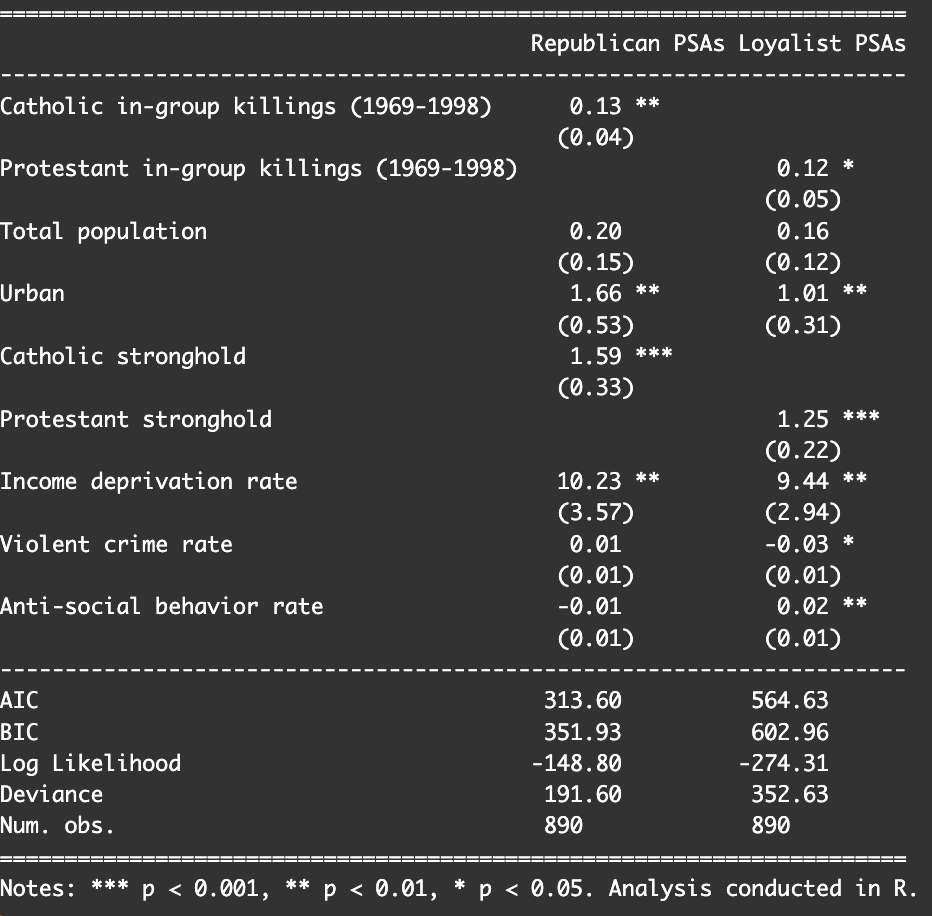 Republican PSAs Loyalist PSAs
Catholic in-group killings (1969-1998) 0.13 **
(0.04)
Protestant in-group killings (1969-1998) 0.12 *
(0.05)
Total population 0.20 0.16
(0.15) (0.12)
Urban 1.66 ** 1.01 **
(0.53) (0.31)
Catholic stronghold 1.59 ***
(0.33)
Protestant stronghold 1.25 ***
(0.22)
Income deprivation rate 10.23 ** 9.44 **
(3.57) (2.94)
Violent crime rate 0.01 -0.03 *
(0.01) (0.01)
Anti-social behavior rate -0.01 0.02 **
(0.01) (0.01)
AIC 313.60 564.63
BIC 351.93 602.96
Log Likelihood -148.80 -274.31
Deviance 191.60 352.63
Num. obs. 890 890
Notes: *** p < 0.001, ** p < 0.01, * p < 0.05. Analysis conducted in R.